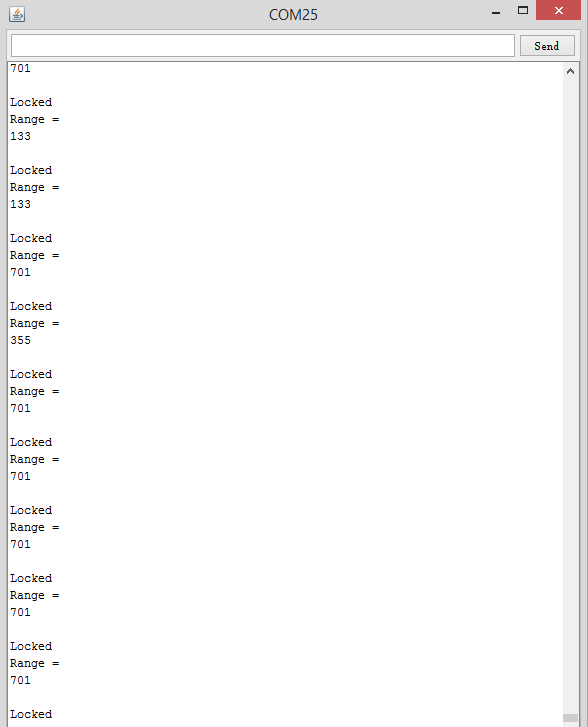 COM25
Send
701
Locked
Range =
133
Locked
Range =
133
Locked
Range =
701
Locked
Range =
355
Locked
Range =
701
Locked
Range =
701
Locked
Range =
701
Locked
Range =
701
Locked
Range =
701
Locked